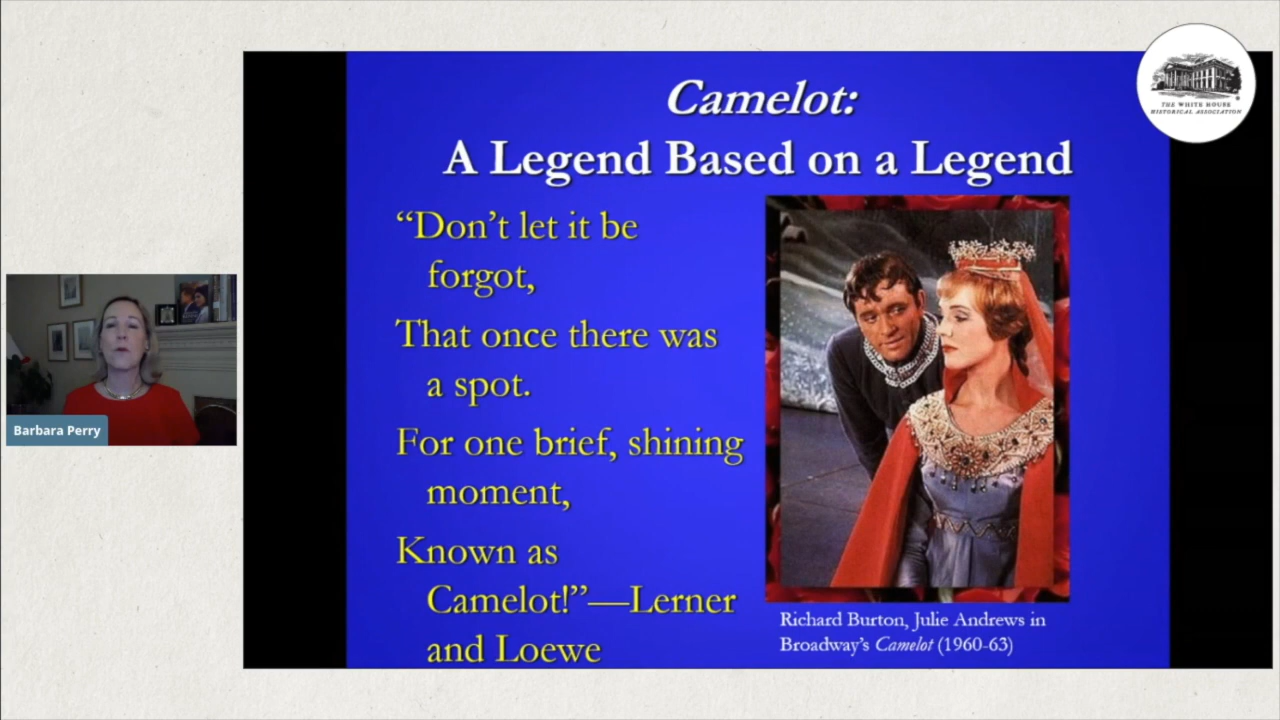 THE WHITE HOUSE
HISTORICAL ASSOCIATION
Camelot:
A Legend Based on a Legend
“Don’t let it be
forgot,
That once there was
a spot.
For one brief, shining
moment,
Known as
Camelot!”—Lerner
and Loewe
Richard Burton, Julie Andrews in
Broadway’s Camelot (1960-63)
Barbara Perry